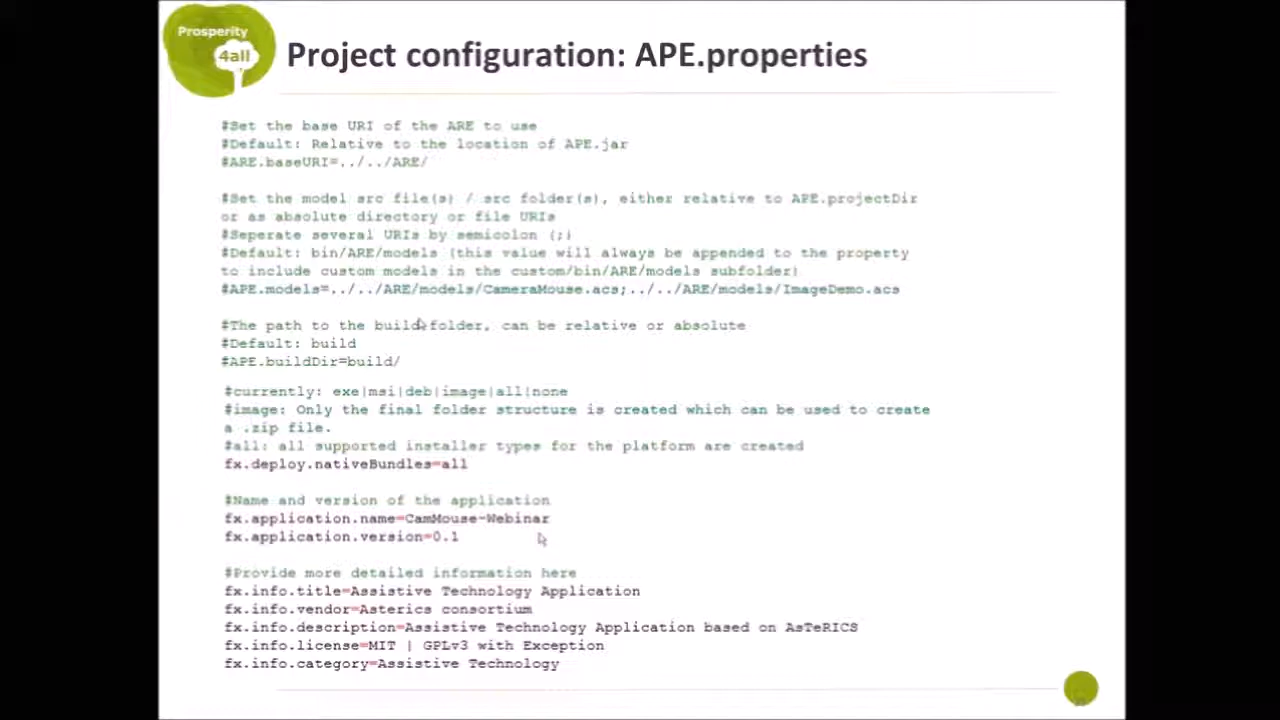 Prosperity
4all
Project configuration: APE.properties
#Set the base URI of the ARE to use
#Default: Relative to the location of APE.jar
#ARE.baseURI=../../ARE/
#Set the model src file(s) / src folder(s), either relative to APE.projectDir
or as absolute directory or file URIs
#Seperate several URIs by semicolon (;)
#Default: bin/ARE/models (this value will always be appended to the property
to include custom models in the custom/bin/ARE/models subfolder)
#APE.models=../../ARE/models/CameraMouse.acs;../../ARE/models/ImageDemo.acs
#The path to the build folder, can be relative or absolute
#Default: build
#APE.buildDir=build/
#currently: exe|msi|deb|image|all|none
#image: Only the final folder structure is created which can be used to create
a .zip file.
#all: all supported installer types for the platform are created
fx.deploy.nativeBundles=all
#Name and version of the application
fx.application.name=CamMouse-Webinar
fx.application.version=0.1
#Provide more detailed information here
fx.info.title=Assistive Technology Application
fx.info.vendor=Asterics consortium
fx.info.description=Assistive Technology Application based on AsTeRICS
fx.info.license=MIT | GPLv3 with Exception
fx.info.category=Assistive Technology